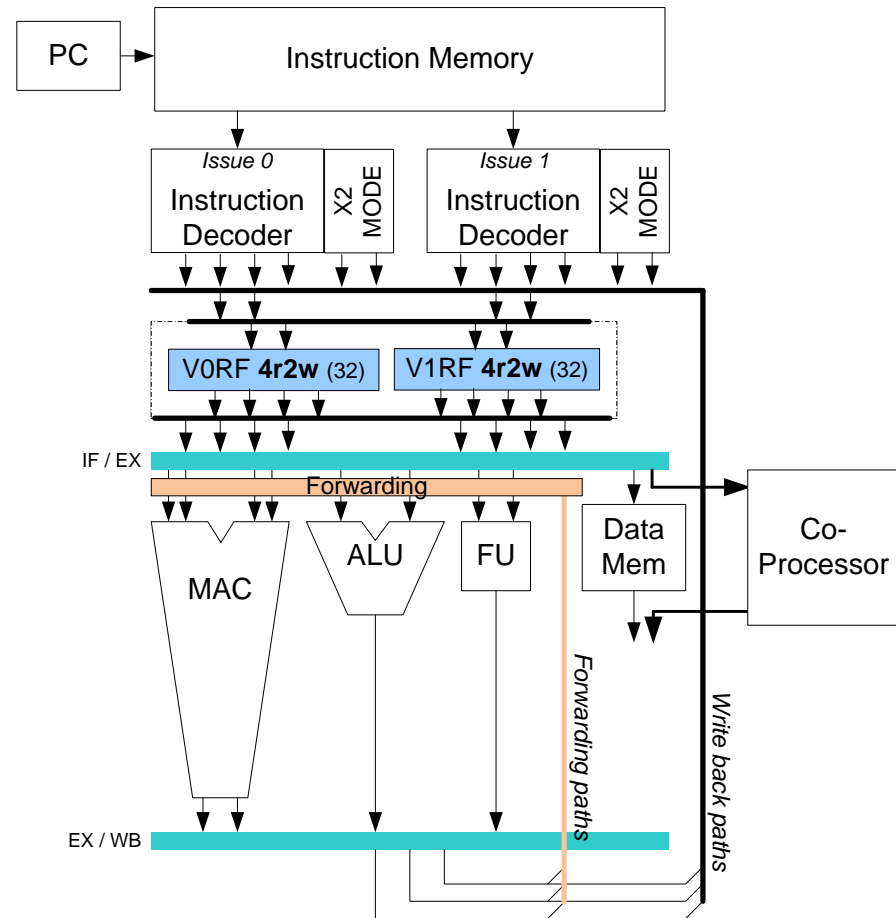 PC
Instruction Memory
Issue 0
Instruction
Decoder
X2
MODE
Issue 1
Instruction
Decoder
X2
MODE
V0RF 4r2w (32)
V1RF 4r2w (32)
IF / EX
Forwarding
MAC
ALU
FU
Data
Mem
Co-
Processor
Forwarding paths
Write back paths
EX / WB